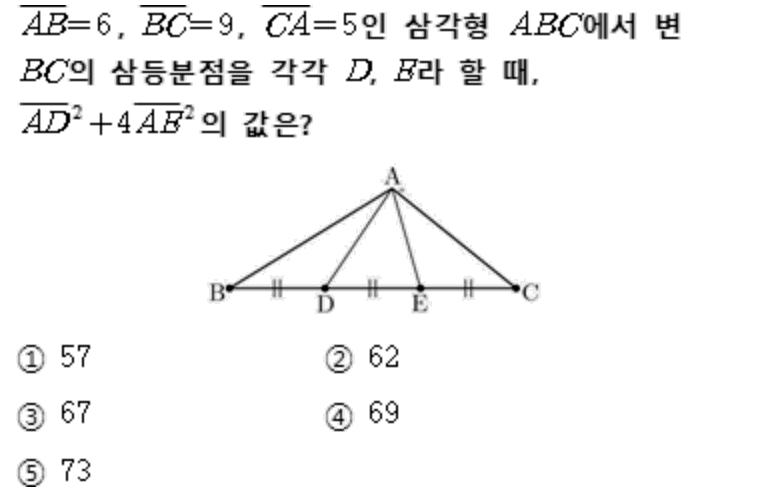 AB=6, BC=9, CA=5인 삼각형 ABC에서 변
BC의 삼등분점을 각각 D, E라 할 때,
AD²+4AE²의 값은?
A
B D E C
① 57 ② 62
③ 67 ④ 69
⑤ 73